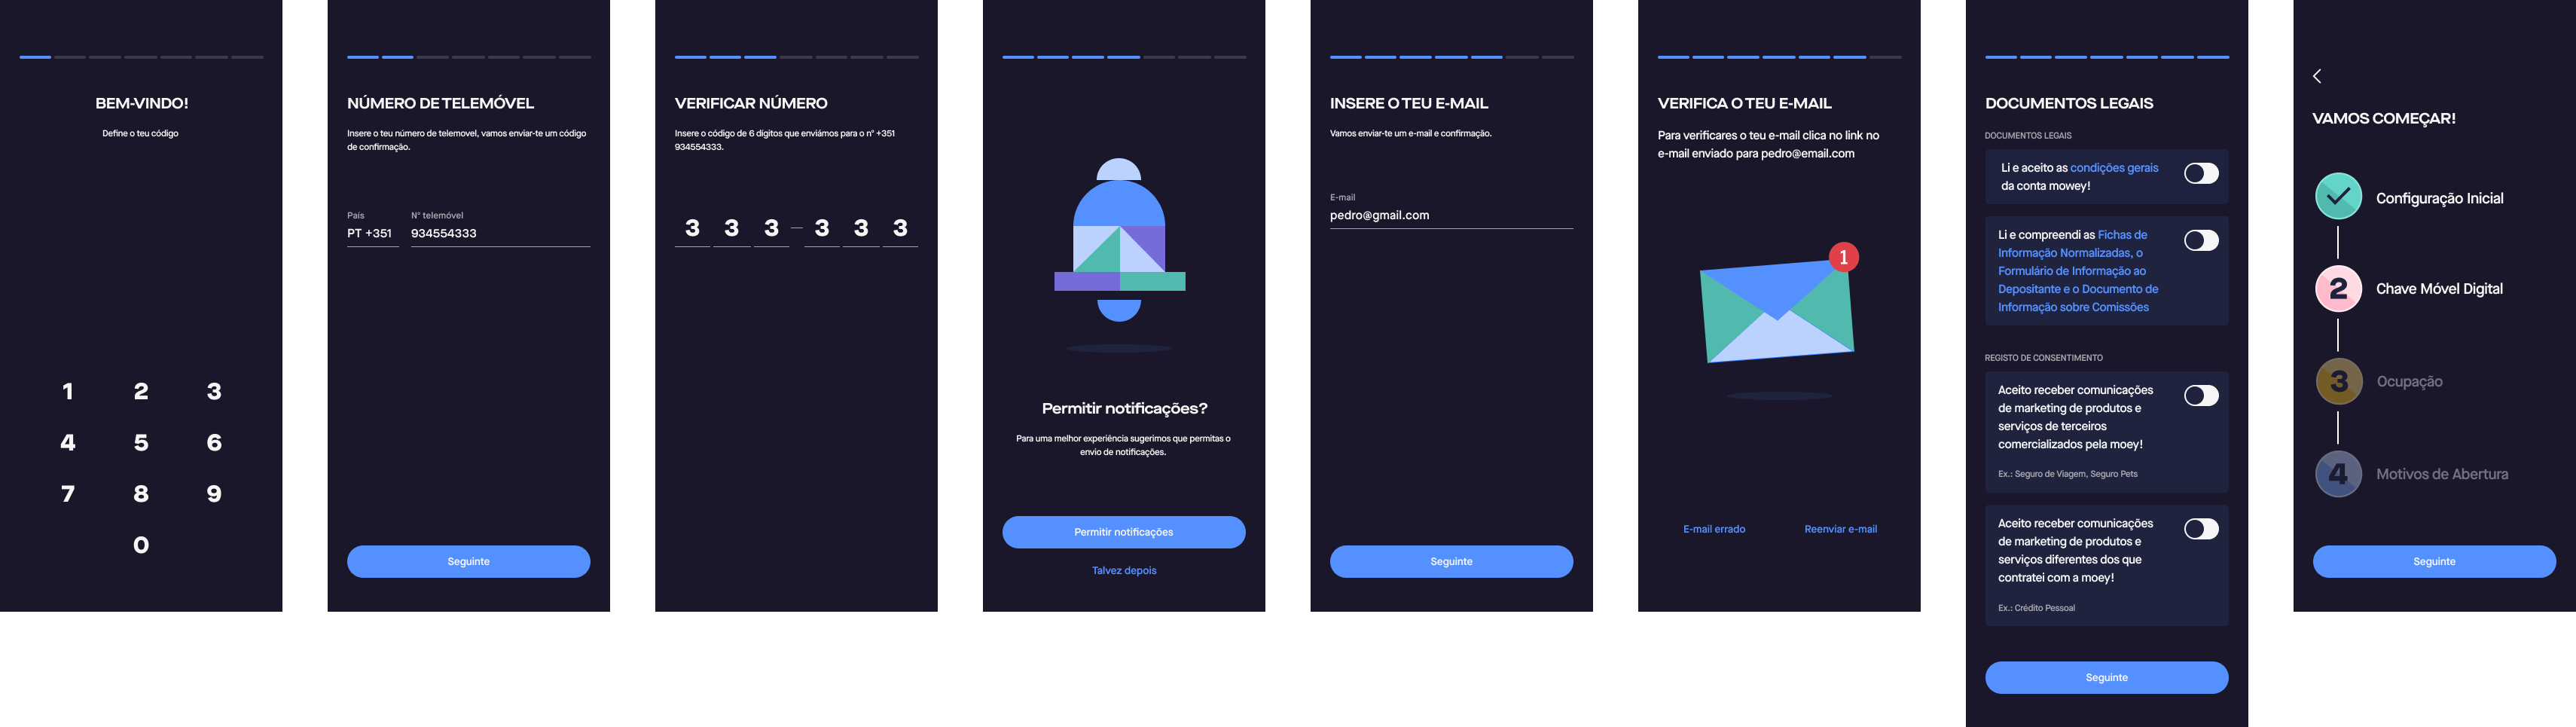 BEM-VINDO!
Define o teu código
1 2 3
4 5 6
7 8 9
0
NÚMERO DE TELEMÓVEL
Insere o teu número de telemovel, vamos enviar-te um código
de confirmação.
País
PT +351
Nº telemóvel
934554333
Seguinte
VERIFICAR NÚMERO
Insere o código de 6 dígitos que enviámos para o nº +351
934554333.
3 3 3 — 3 3 3
Permitir notificações?
Para uma melhor experiência sugerimos que permitas o
envio de notificações.
Permitir notificações
Talvez depois
INSERE O TEU E-MAIL
Vamos enviar-te um e-mail e confirmação.
E-mail
pedro@gmail.com
Seguinte
VERIFICA O TEU E-MAIL
Para verificares o teu e-mail clica no link no
e-mail enviado para pedro@email.com
1
E-mail errado
Reenviar e-mail
DOCUMENTOS LEGAIS
DOCUMENTOS LEGAIS
Li e aceito as condições gerais
da conta mowey!
Li e compreendi as Fichas de
Informação Normalizadas, o
Formulário de Informação ao
Depositante e o Documento de
Informação sobre Comissões
REGISTO DE CONSENTIMENTO
Aceito receber comunicações
de marketing de produtos e
serviços de terceiros
comercializados pela moey!
Ex.: Seguro de Viagem, Seguro Pets
Aceito receber comunicações
de marketing de produtos e
serviços diferentes dos que
contratei com a moey!
Ex.: Crédito Pessoal
Seguinte
VAMOS COMEÇAR!
Configuração Inicial
2 Chave Móvel Digital
3 Ocupação
4 Motivos de Abertura
Seguinte